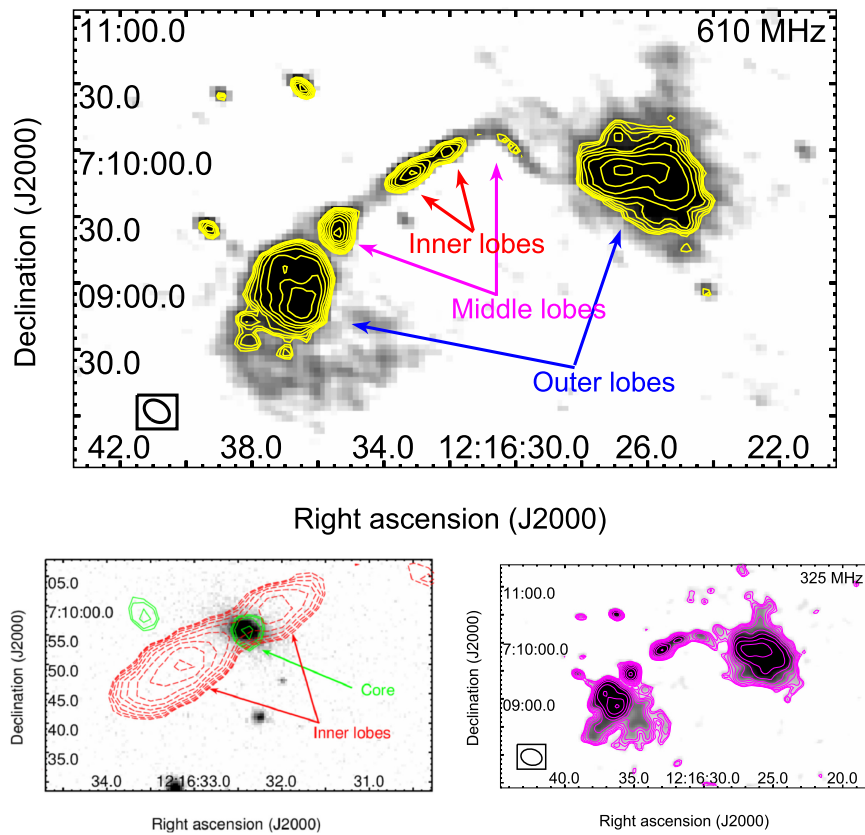 11:00.0
610 MHz
30.0
7:10:00.0
30.0
Inner lobes
09:00.0
Middle lobes
30.0
Outer lobes
42.0 38.0 34.0 12:16:30.0 26.0 22.0
Declination (J2000)
Right ascension (J2000)
05.0
7:10:00.0
55.0
50.0
45.0
40.0
35.0
Core
Inner lobes
34.0 12:16:33.0 32.0 31.0
Declination (J2000)
Right ascension (J2000)
325 MHz
11:00.0
7:10:00.0
09:00.0
40.0 35.0 12:16:30.0 25.0 20.0
Declination (J2000)
Right ascension (J2000)